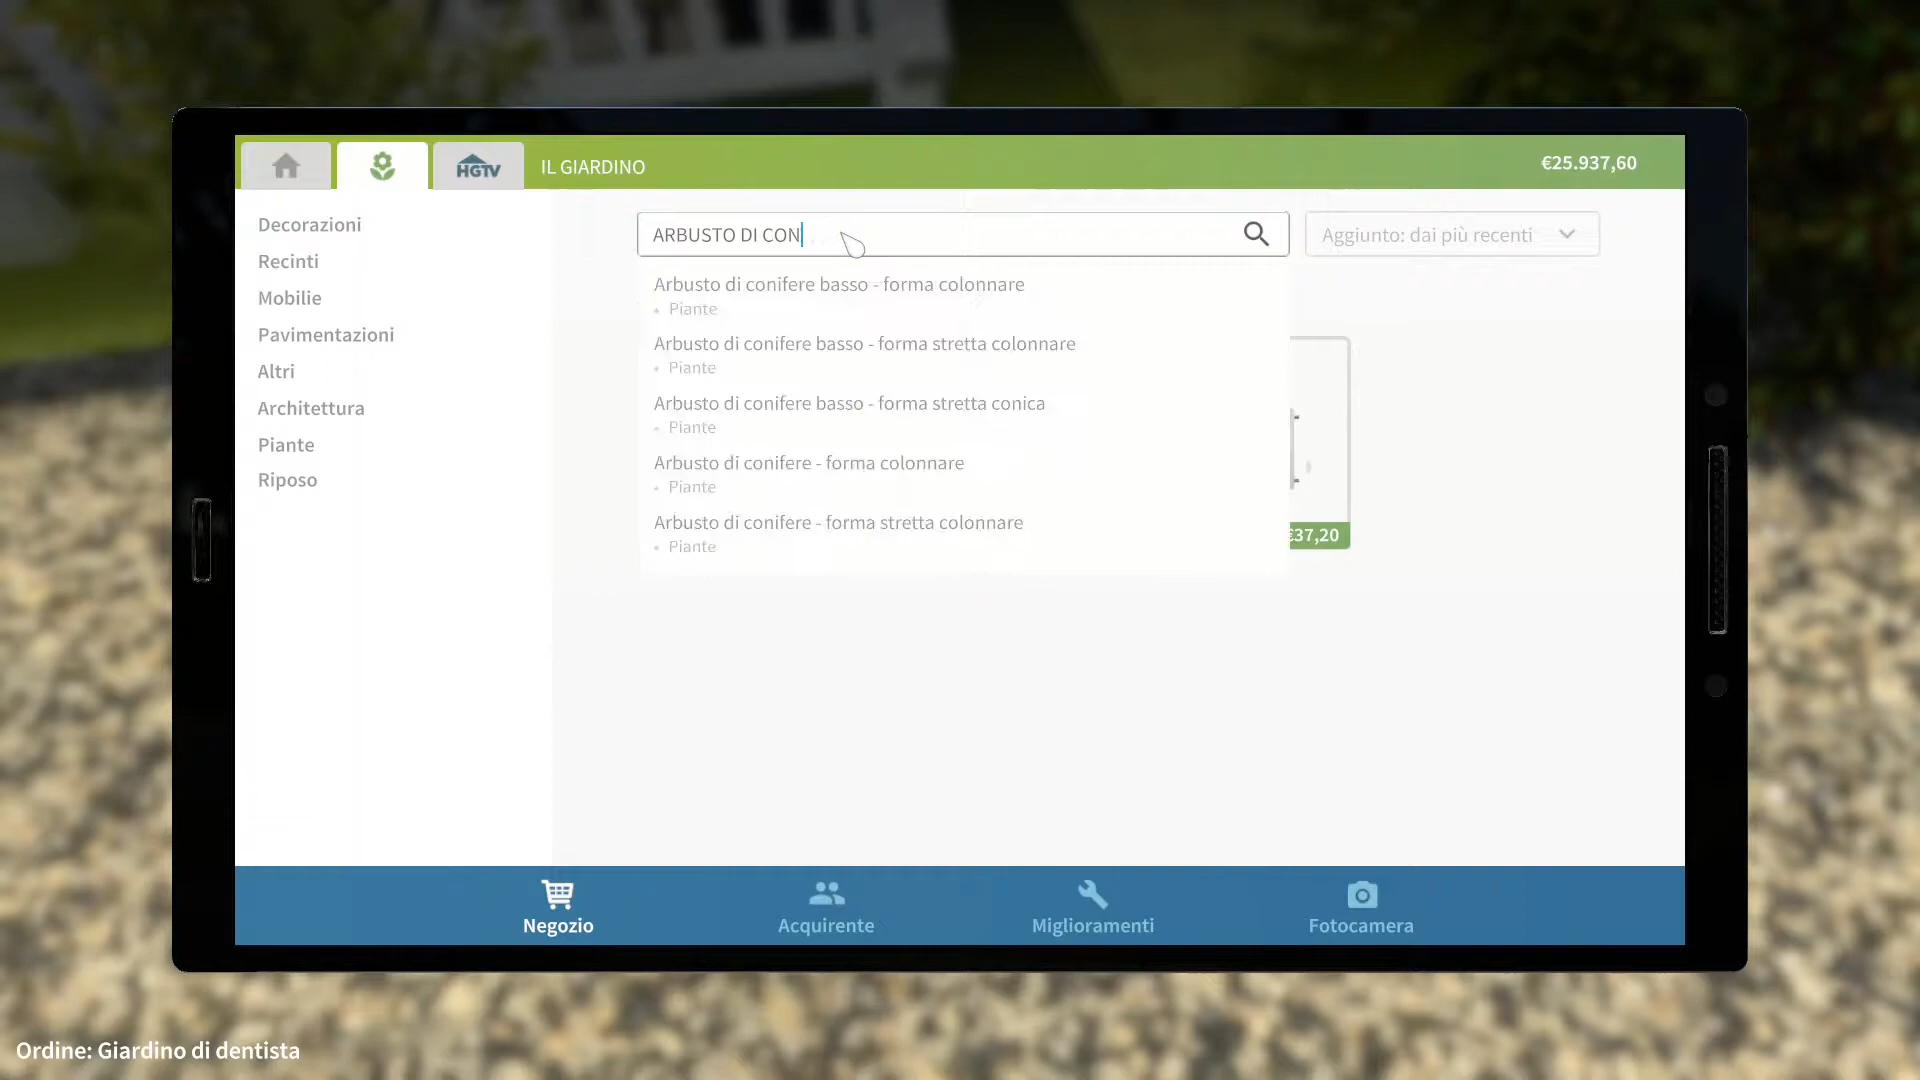 HGTV
IL GIARDINO
€25.937,60
Decorazioni
Recinti
Mobilie
Pavimentazioni
Altri
Architettura
Piante
Riposo
ARBUSTO DI CON
Aggiunto: dai più recenti
Arbusto di conifere basso - forma colonnare
• Piante
Arbusto di conifere basso - forma stretta colonnare
• Piante
Arbusto di conifere basso - forma stretta conica
• Piante
Arbusto di conifere - forma colonnare
• Piante
Arbusto di conifere - forma stretta colonnare
• Piante
€37,20
Negozio
Acquirente
Miglioramenti
Fotocamera
Ordine: Giardino di dentista